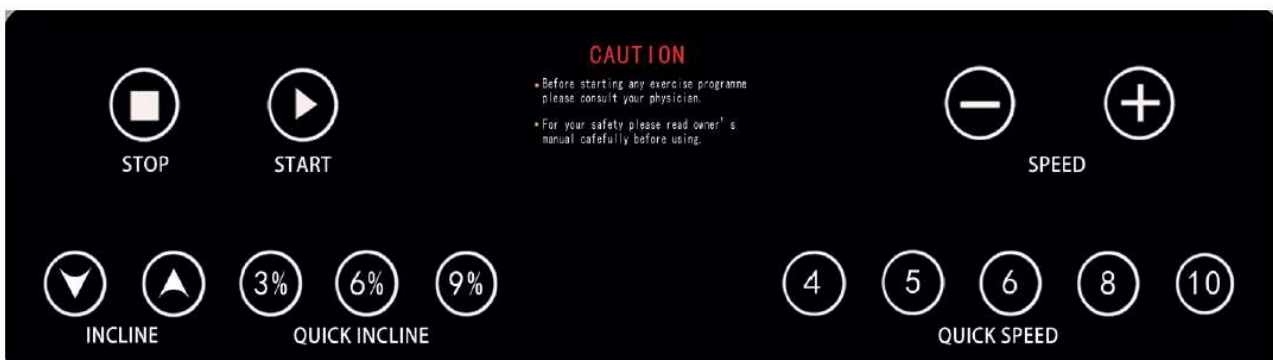 CAUTION
• Before starting any exercise programme
please consult your physician.
• For your safety please read owner's
manual cafefully before using.
STOP
START
SPEED
3%
6%
9%
4
5
6
8
10
INCLINE
QUICK INCLINE
QUICK SPEED